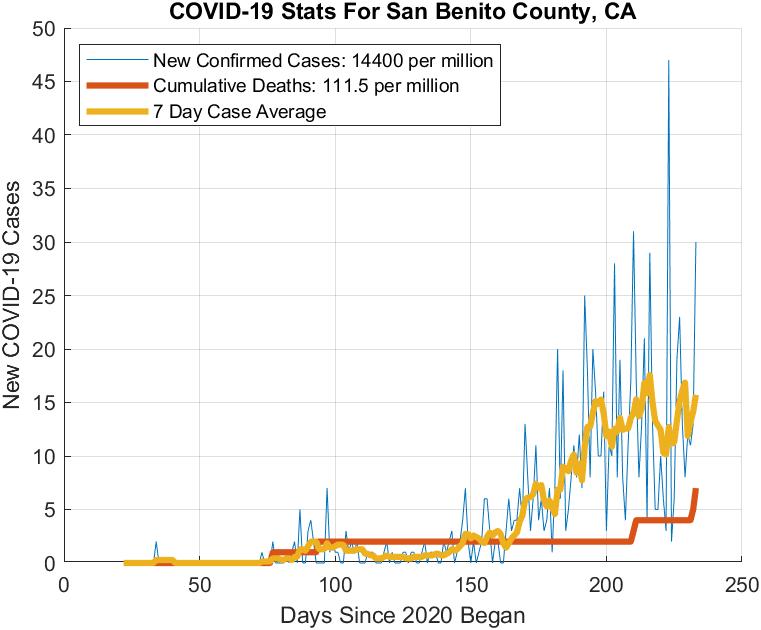 COVID-19 Stats For San Benito County, CA
New Confirmed Cases: 14400 per million
Cumulative Deaths: 111.5 per million
7 Day Case Average
50
45
40
35
30
25
20
15
10
5
0
New COVID-19 Cases
0 50 100 150 200 250
Days Since 2020 Began